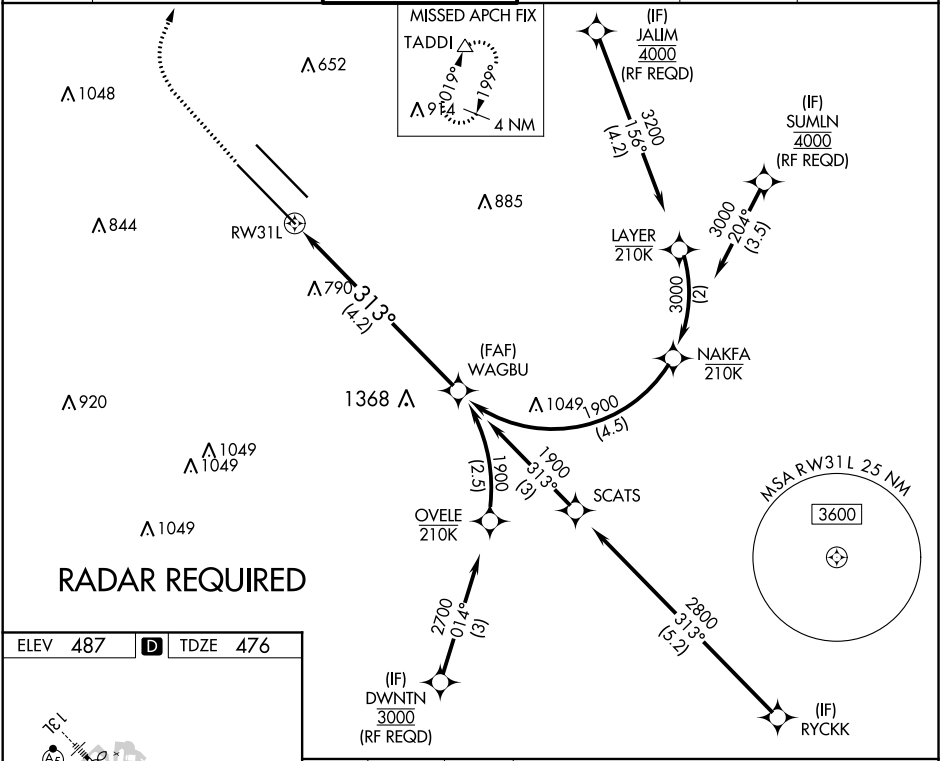 MISSED APCH FIX
TADDI
019°
199°
914
4 NM
(IF)
JALIM
4000
(RF REQD)
652
1048
(IF)
SUMLN
4000
(RF REQD)
3200
156°
(4.2)
885
844
RW31L
3000
204°
(3.5)
LAYER
210K
3000
(2)
790
313°
(4.2)
NAKFA
210K
(FAF)
WAGBU
920
1368
1049
1900
(4.5)
1049
1049
1900
(2.5)
1900
313°
(3)
SCATS
MSA RW31L 25 NM
3600
OVELE
210K
1049
RADAR REQUIRED
2700
014°
(3)
2800
313°
(5.2)
ELEV 487
D
TDZE 476
(IF)
DWNTN
3000
(RF REQD)
(IF)
RYCKK
13L
A5